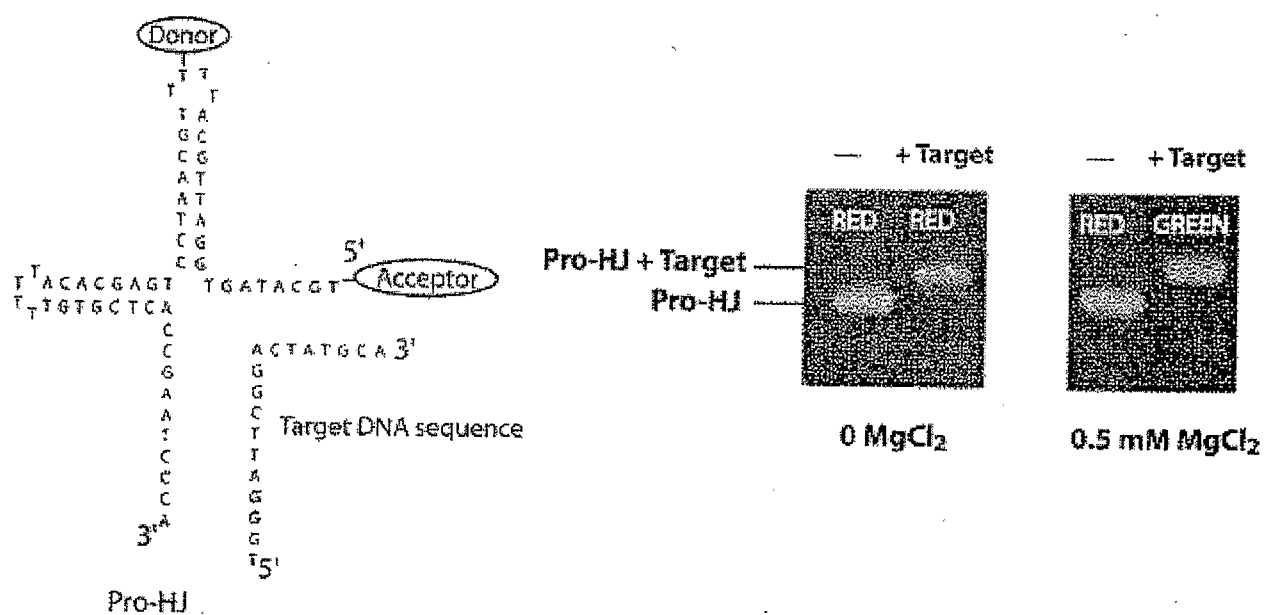 Donor
T T
T T
T A
G C
C G
A T
A T
T A
C G
C G
5'
T T ACACGAGT TGATACGT Acceptor
T T TGTGCTCA
C
C
G
A
A
T
C
C
C
A
3'
ACTATGCA 3'
G
G
C
T
T
A
G
G
G
T 5'
Target DNA sequence
Pro-HJ
— + Target
— + Target
RED RED
RED GREEN
Pro-HJ + Target
Pro-HJ
0 MgCl₂
0.5 mM MgCl₂